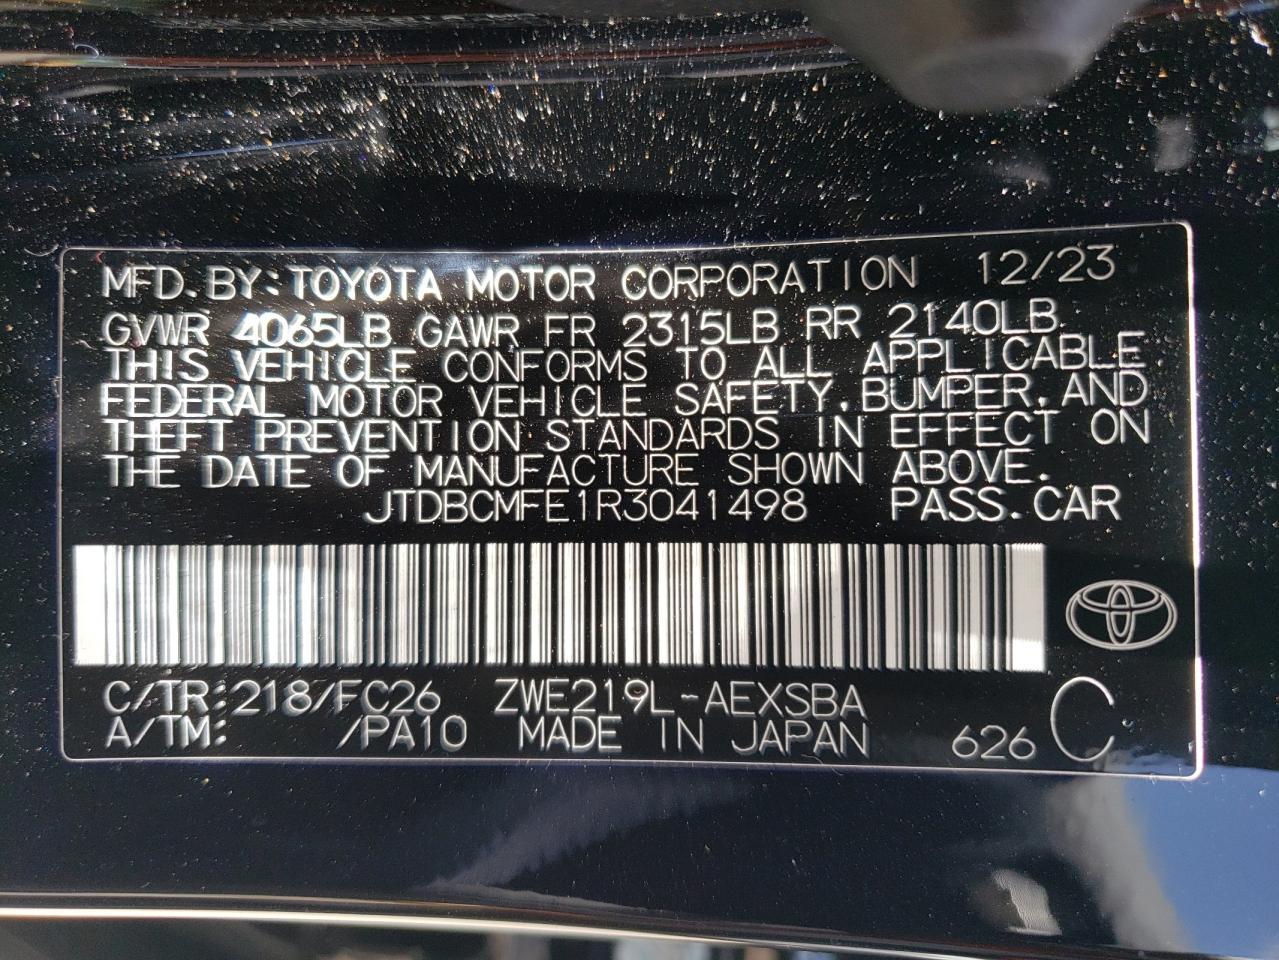 MFD. BY: TOYOTA MOTOR CORPORATION 12/23
GVWR 4065LB GAWR FR 2315LB RR 2140LB
THIS VEHICLE CONFORMS TO ALL APPLICABLE
FEDERAL MOTOR VEHICLE SAFETY, BUMPER, AND
THEFT PREVENTION STANDARDS IN EFFECT ON
THE DATE OF MANUFACTURE SHOWN ABOVE.
JTDBCMFE1R3041498 PASS. CAR
C/TR: 218/FC26 ZWE219L-AEXSBA
A/TM: /PA10 MADE IN JAPAN 626 C